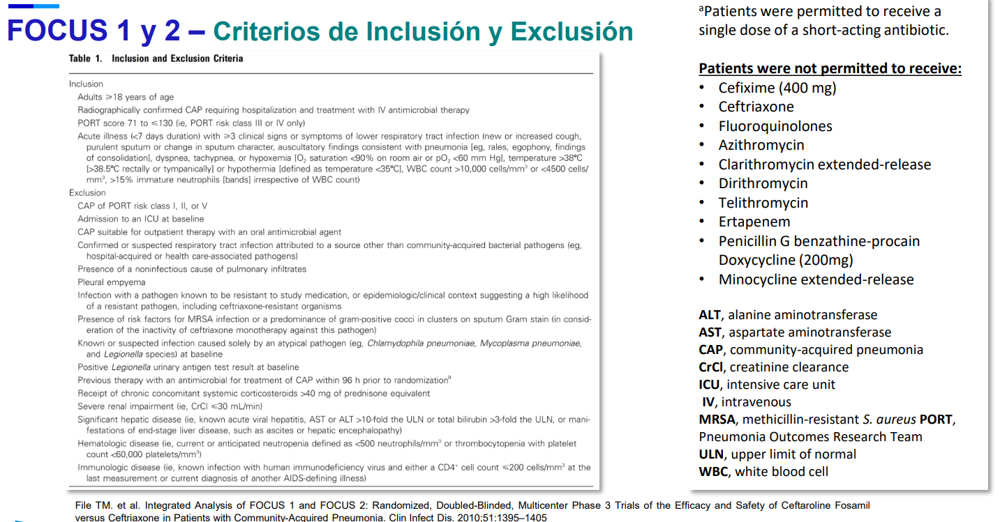 FOCUS 1 y 2 – Criterios de Inclusión y Exclusión
Table 1. Inclusion and Exclusion Criteria
Inclusion
Adults ⩾18 years of age
Radiographically confirmed CAP requiring hospitalization and treatment with IV antimicrobial therapy
PORT score 71 to ⩽130 (ie, PORT risk class III or IV only)
Acute illness (<7 days duration) with ⩾3 clinical signs or symptoms of lower respiratory tract infection (new or increased cough,
purulent sputum or change in sputum character, auscultatory findings consistent with pneumonia [eg, rales, egophony, findings
of consolidation], dyspnea, tachypnea, or hypoxemia [O₂ saturation <90% on room air or pO₂ <60 mm Hg], temperature >38°C
[>38.5°C rectally or tympanically] or hypothermia [defined as temperature <35°C], WBC count >10,000 cells/mm³ or <4500 cells/
mm³, >15% immature neutrophils [bands] irrespective of WBC count)
Exclusion
CAP of PORT risk class I, II, or V
Admission to an ICU at baseline
CAP suitable for outpatient therapy with an oral antimicrobial agent
Confirmed or suspected respiratory tract infection attributed to a source other than community-acquired bacterial pathogens (eg,
hospital-acquired or health care-associated pathogens)
Presence of a noninfectious cause of pulmonary infiltrates
Pleural empyema
Infection with a pathogen known to be resistant to study medication, or epidemiologic/clinical context suggesting a high likelihood
of a resistant pathogen, including ceftriaxone-resistant organisms
Presence of risk factors for MRSA infection or a predominance of gram-positive cocci in clusters on sputum Gram stain (in consid-
eration of the inactivity of ceftriaxone monotherapy against this pathogen)
Known or suspected infection caused solely by an atypical pathogen (eg, Chlamydophila pneumoniae, Mycoplasma pneumoniae,
and Legionella species) at baseline
Positive Legionella urinary antigen test result at baseline
Previous therapy with an antimicrobial for treatment of CAP within 96 h prior to randomizationᵃ
Receipt of chronic concomitant systemic corticosteroids >40 mg of prednisone equivalent
Severe renal impairment (ie, CrCl ⩽30 mL/min)
Significant hepatic disease (ie, known acute viral hepatitis, AST or ALT >10-fold the ULN or total bilirubin >3-fold the ULN, or mani-
festations of end-stage liver disease, such as ascites or hepatic encephalopathy)
Hematologic disease (ie, current or anticipated neutropenia defined as <500 neutrophils/mm³ or thrombocytopenia with platelet
count <60,000 platelets/mm³)
Immunologic disease (ie, known infection with human immunodeficiency virus and either a CD4⁺ cell count ⩽200 cells/mm³ at the
last measurement or current diagnosis of another AIDS-defining illness)
ᵃPatients were permitted to receive a
single dose of a short-acting antibiotic.
Patients were not permitted to receive:
• Cefixime (400 mg)
• Ceftriaxone
• Fluoroquinolones
• Azithromycin
• Clarithromycin extended-release
• Dirithromycin
• Telithromycin
• Ertapenem
• Penicillin G benzathine-procain
Doxycycline (200mg)
• Minocycline extended-release
ALT, alanine aminotransferase
AST, aspartate aminotransferase
CAP, community-acquired pneumonia
CrCl, creatinine clearance
ICU, intensive care unit
IV, intravenous
MRSA, methicillin-resistant S. aureus PORT,
Pneumonia Outcomes Research Team
ULN, upper limit of normal
WBC, white blood cell
File TM. et al. Integrated Analysis of FOCUS 1 and FOCUS 2: Randomized, Doubled-Blinded, Multicenter Phase 3 Trials of the Efficacy and Safety of Ceftaroline Fosamil
versus Ceftriaxone in Patients with Community-Acquired Pneumonia. Clin Infect Dis. 2010;51:1395–1405